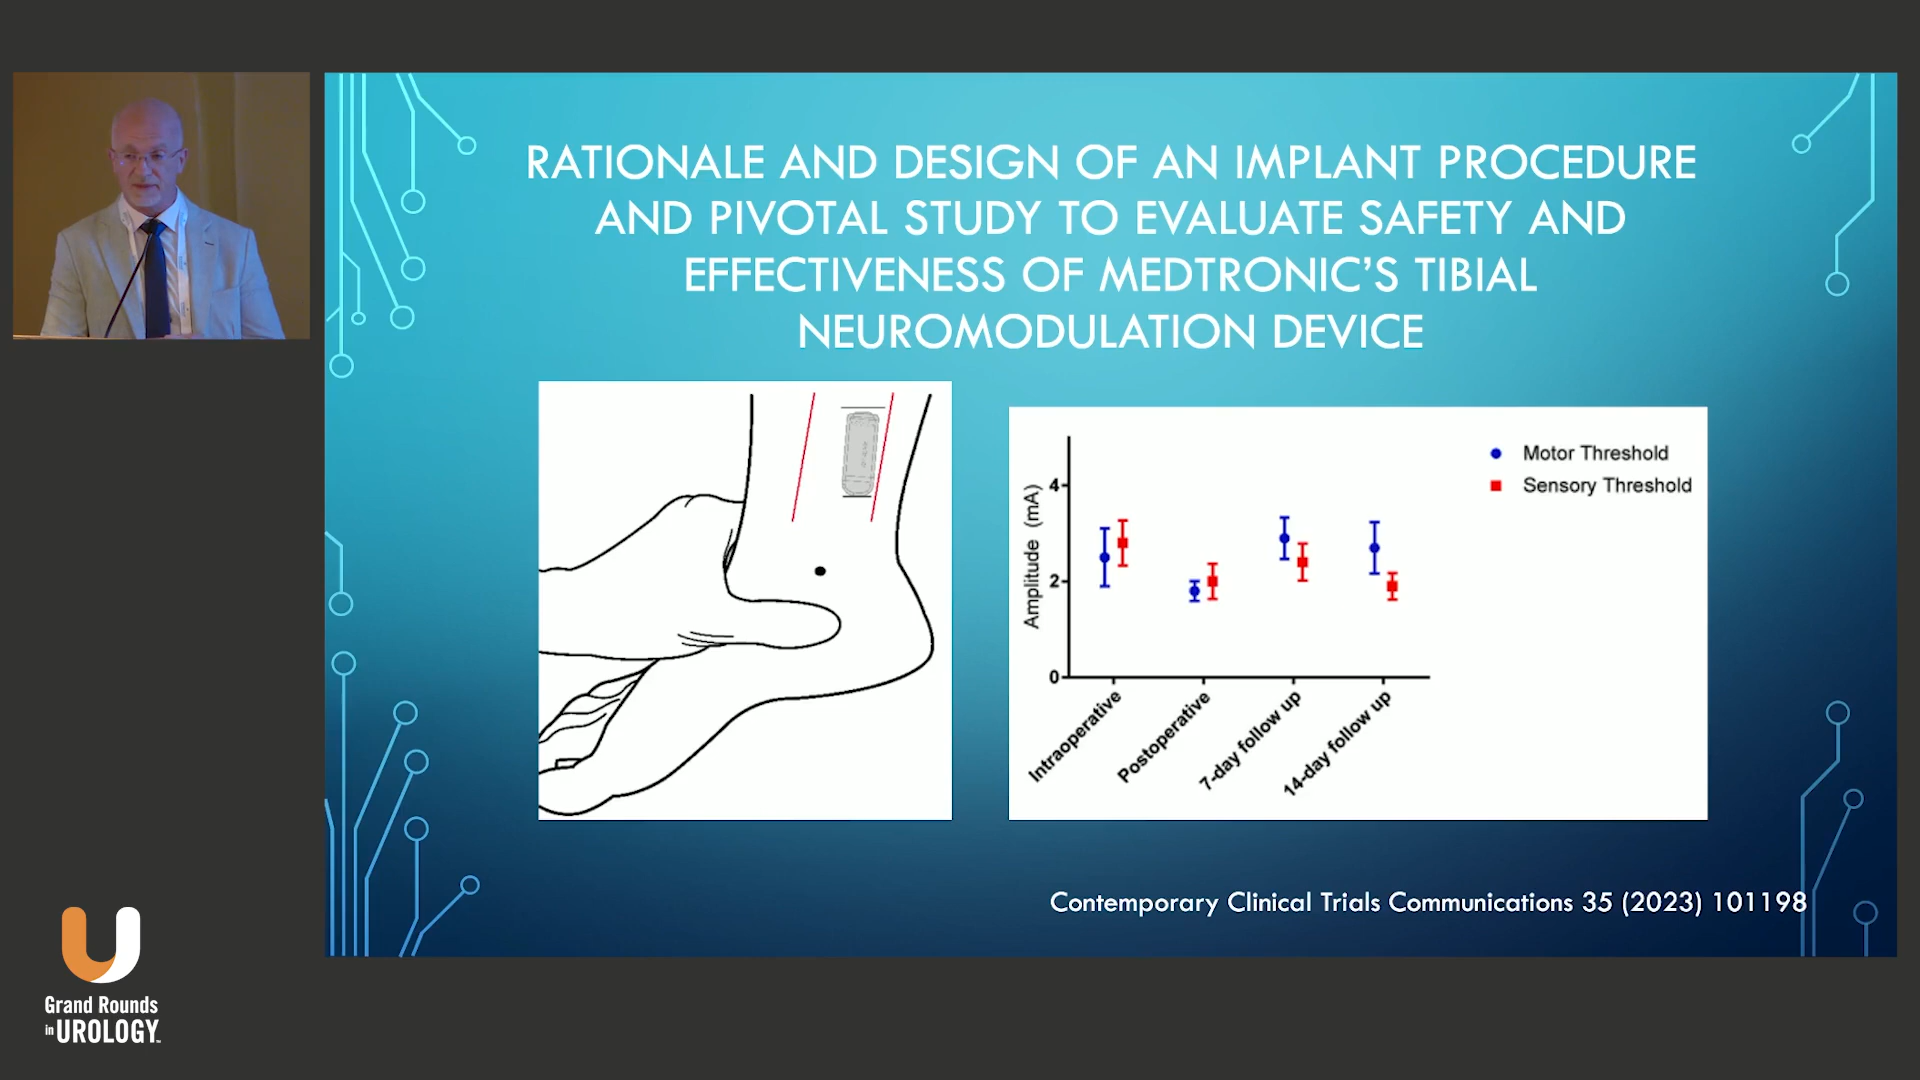 RATIONALE AND DESIGN OF AN IMPLANT PROCEDURE
AND PIVOTAL STUDY TO EVALUATE SAFETY AND
EFFECTIVENESS OF MEDTRONIC'S TIBIAL
NEUROMODULATION DEVICE
Motor Threshold
Sensory Threshold
Amplitude (mA)
4
2
0
Intraoperative
Postoperative
7-day follow up
14-day follow up
Contemporary Clinical Trials Communications 35 (2023) 101198
Grand Rounds
in UROLOGY™